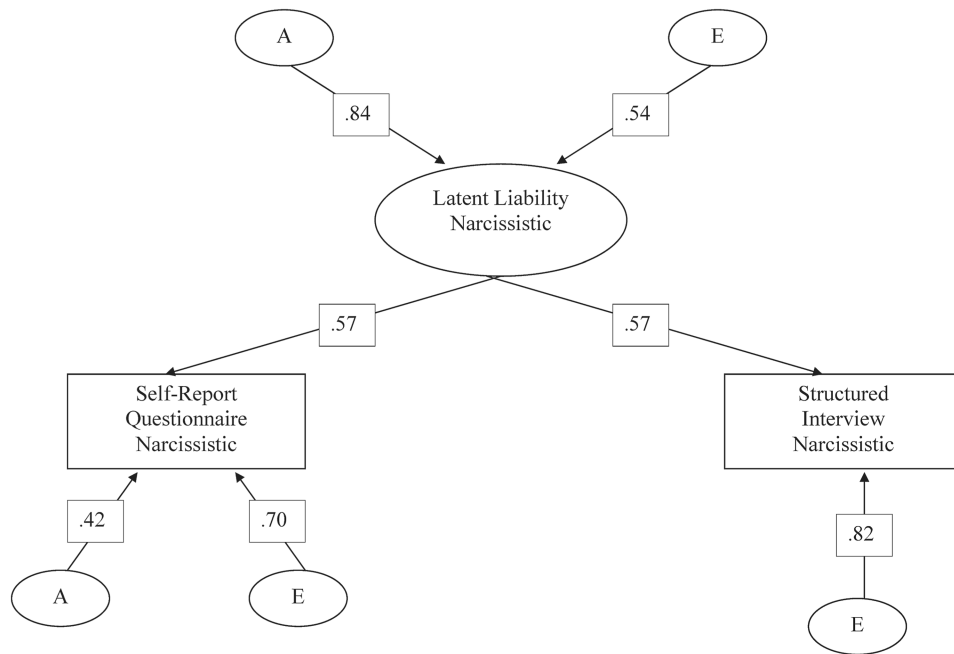 A
E
.84
.54
Latent Liability
Narcissistic
.57
.57
Self-Report
Questionnaire
Narcissistic
Structured
Interview
Narcissistic
.42
.70
.82
A
E
E